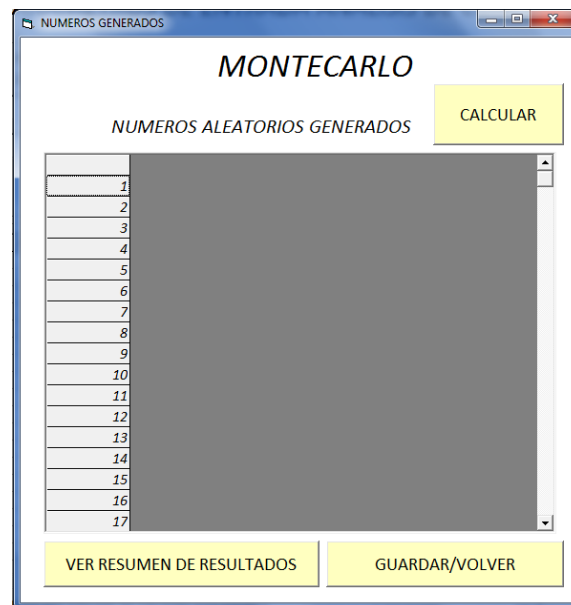 NUMEROS GENERADOS
MONTECARLO
CALCULAR
NUMEROS ALEATORIOS GENERADOS
1
2
3
4
5
6
7
8
9
10
11
12
13
14
15
16
17
VER RESUMEN DE RESULTADOS
GUARDAR/VOLVER